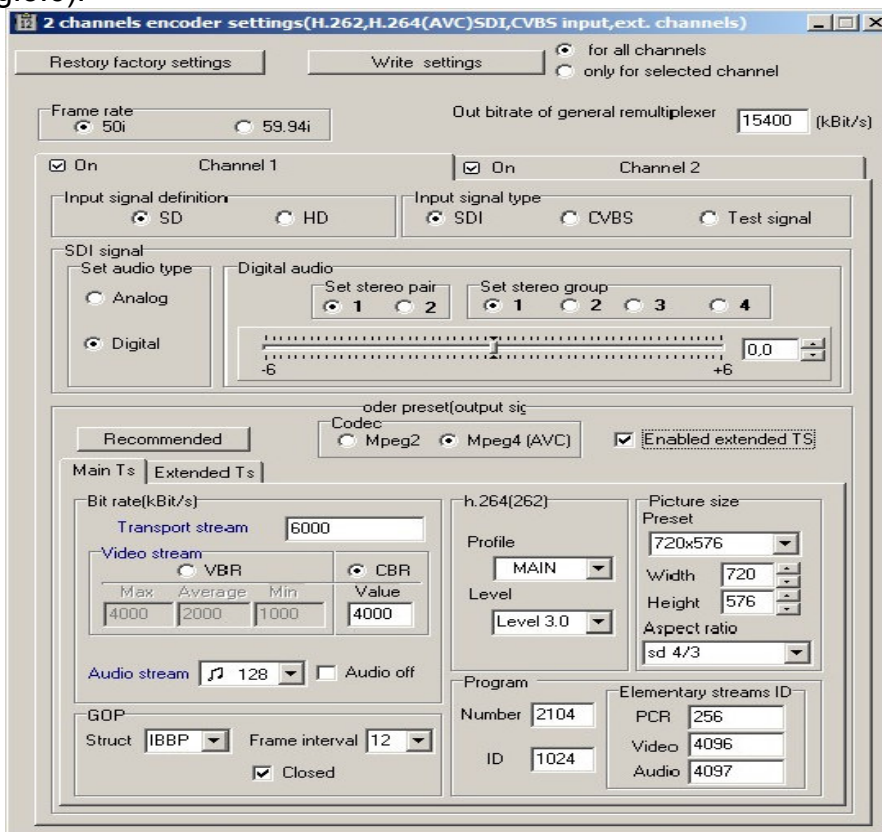 2 channels encoder settings(H.262,H.264(AVC)SDI,CVBS input,ext. channels)
Restory factory settings
Write settings
for all channels
only for selected channel
Frame rate
50i
59.94i
Out bitrate of general remultiplexer
15400
(kBit/s)
On Channel 1
On Channel 2
Input signal definition
SD
HD
Input signal type
SDI
CVBS
Test signal
SDI signal
Set audio type
Analog
Digital
Digital audio
Set stereo pair
1
2
Set stereo group
1
2
3
4
-6
+6
0,0
oder preset(output sig
Recommended
Codec
Mpeg2
Mpeg4 (AVC)
Enabled extended TS
Main Ts
Extended Ts
Bit rate(kBit/s)
Transport stream
6000
Video stream
VBR
CBR
Max
Average
Min
Value
4000
2000
1000
4000
Audio stream
128
Audio off
GOP
Struct
IBBP
Frame interval
12
Closed
h.264(262)
Profile
MAIN
Level
Level 3.0
Picture size
Preset
720x576
Width
720
Height
576
Aspect ratio
sd 4/3
Program
Number
2104
ID
1024
Elementary streams ID
PCR
256
Video
4096
Audio
4097